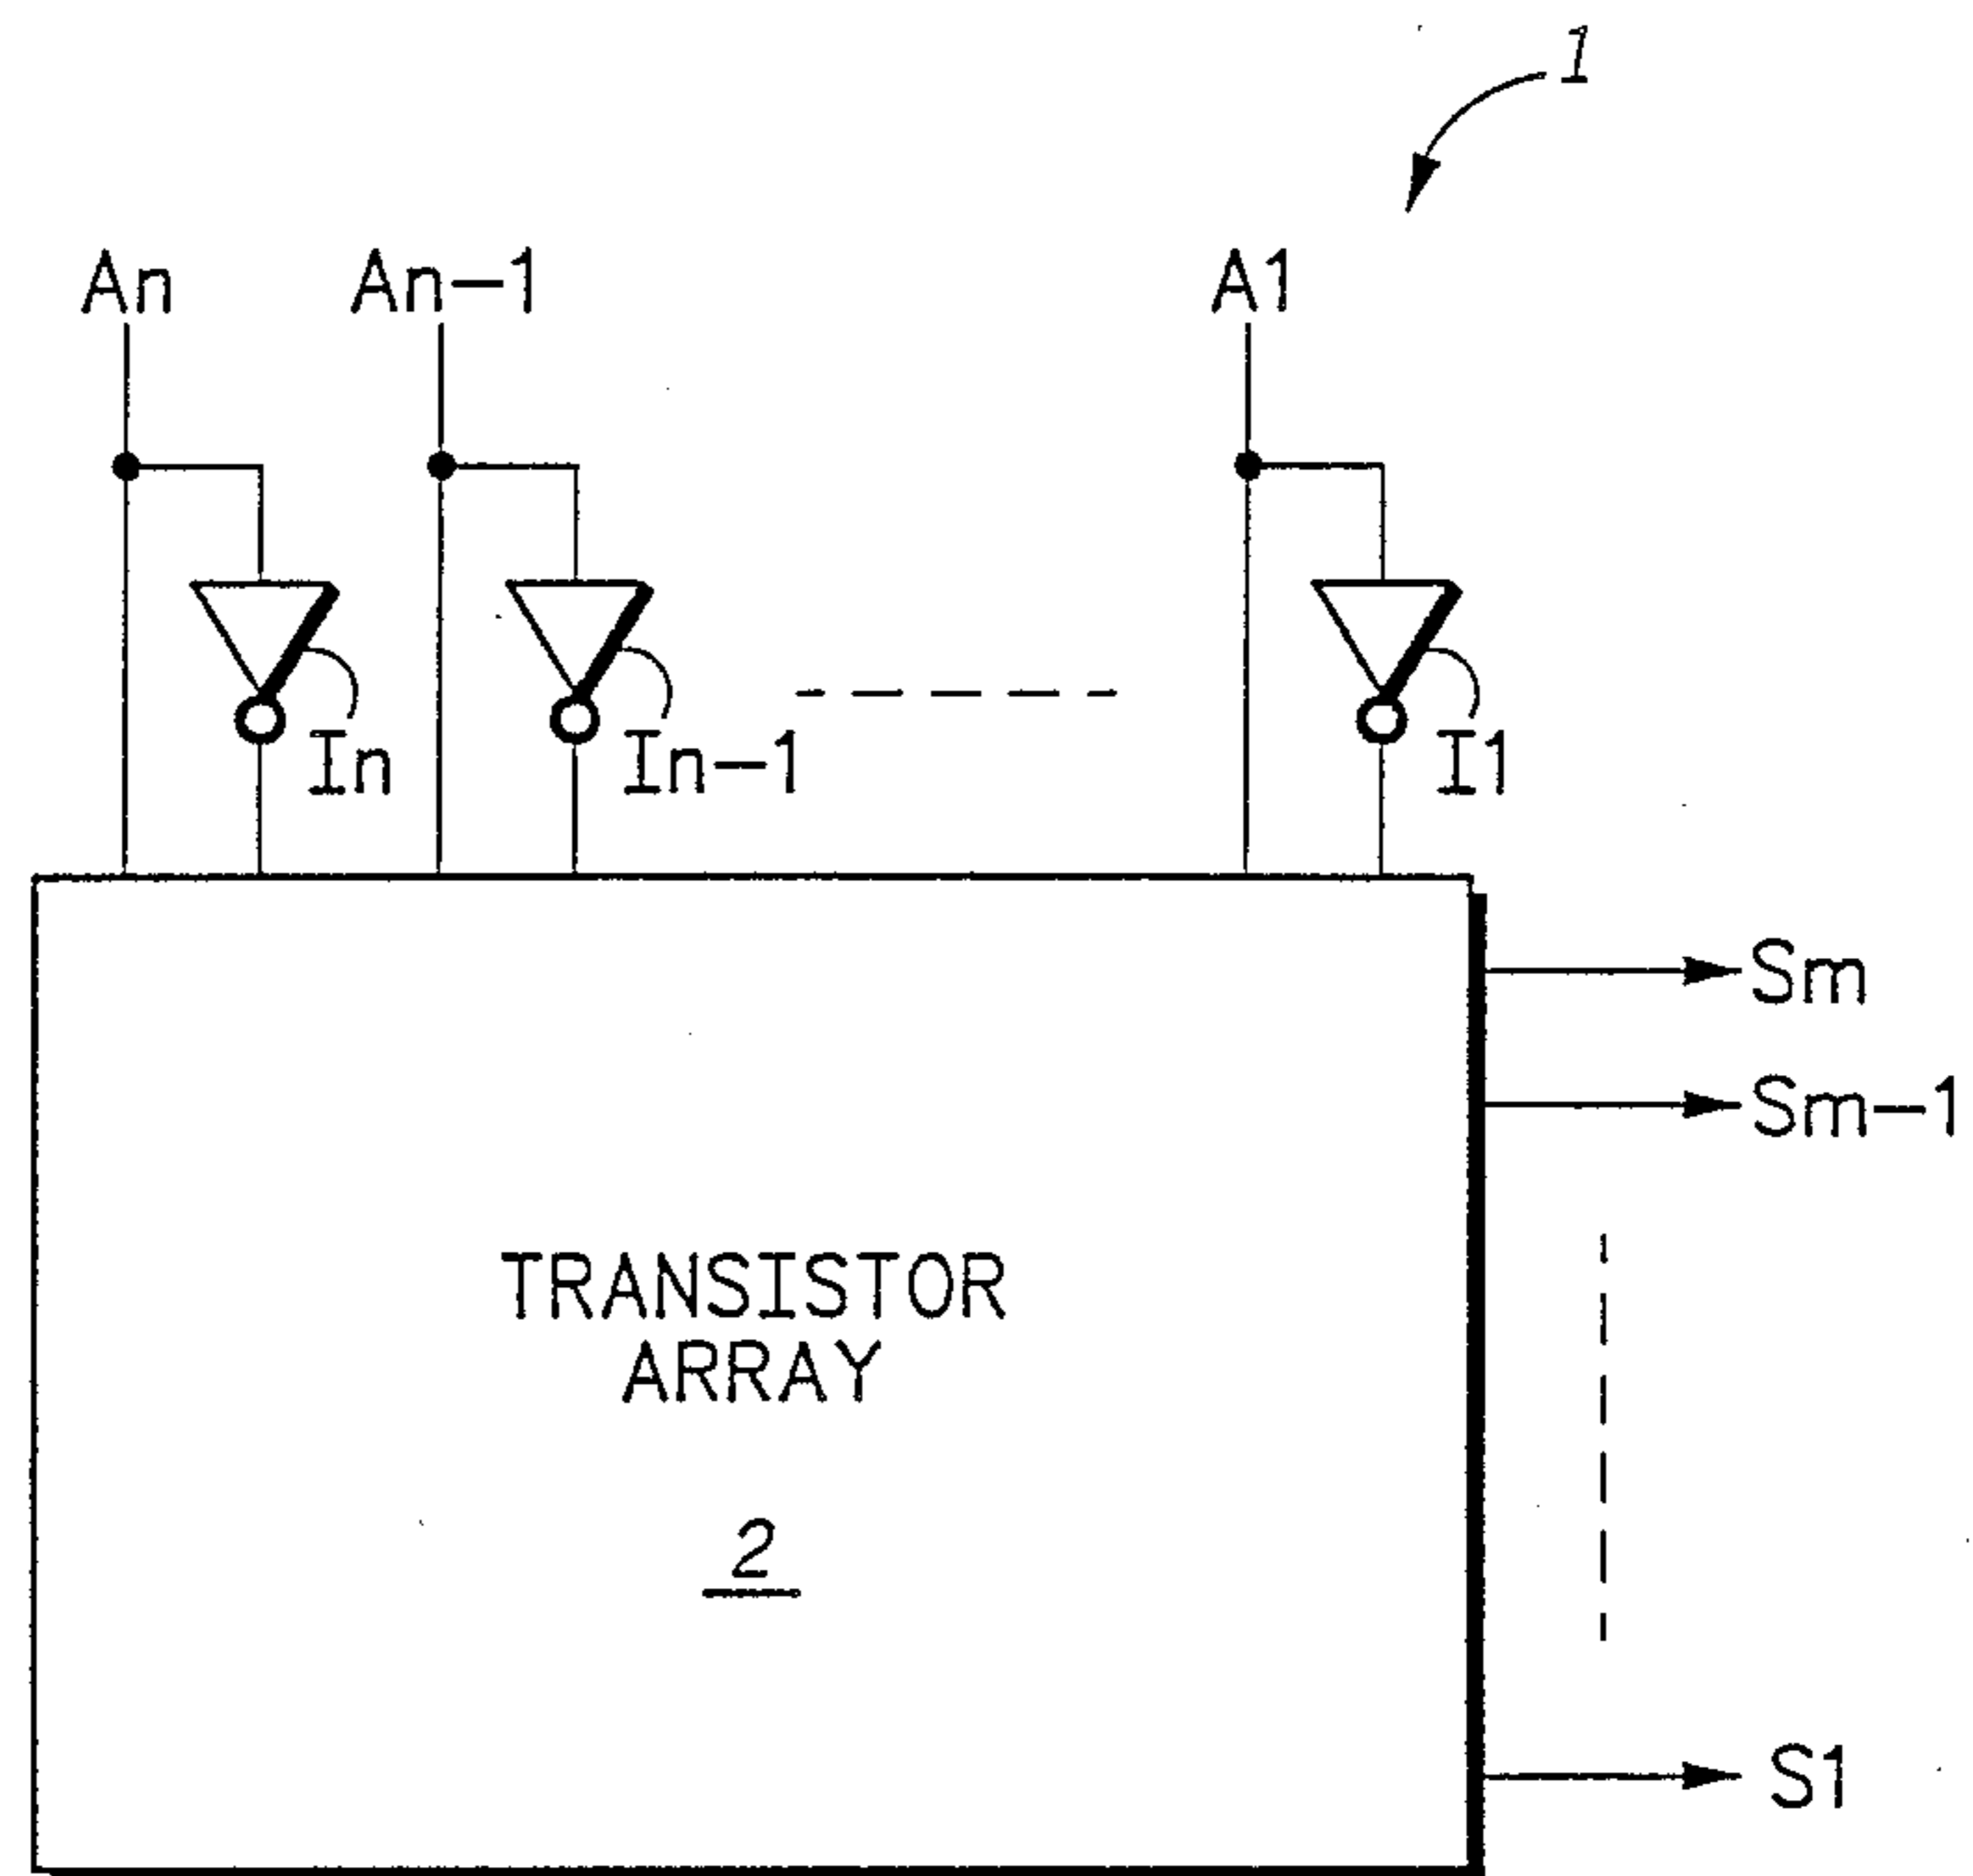 1
An An-1 A1
In In-1 I1
Sm
Sm-1
TRANSISTOR
ARRAY
2
S1